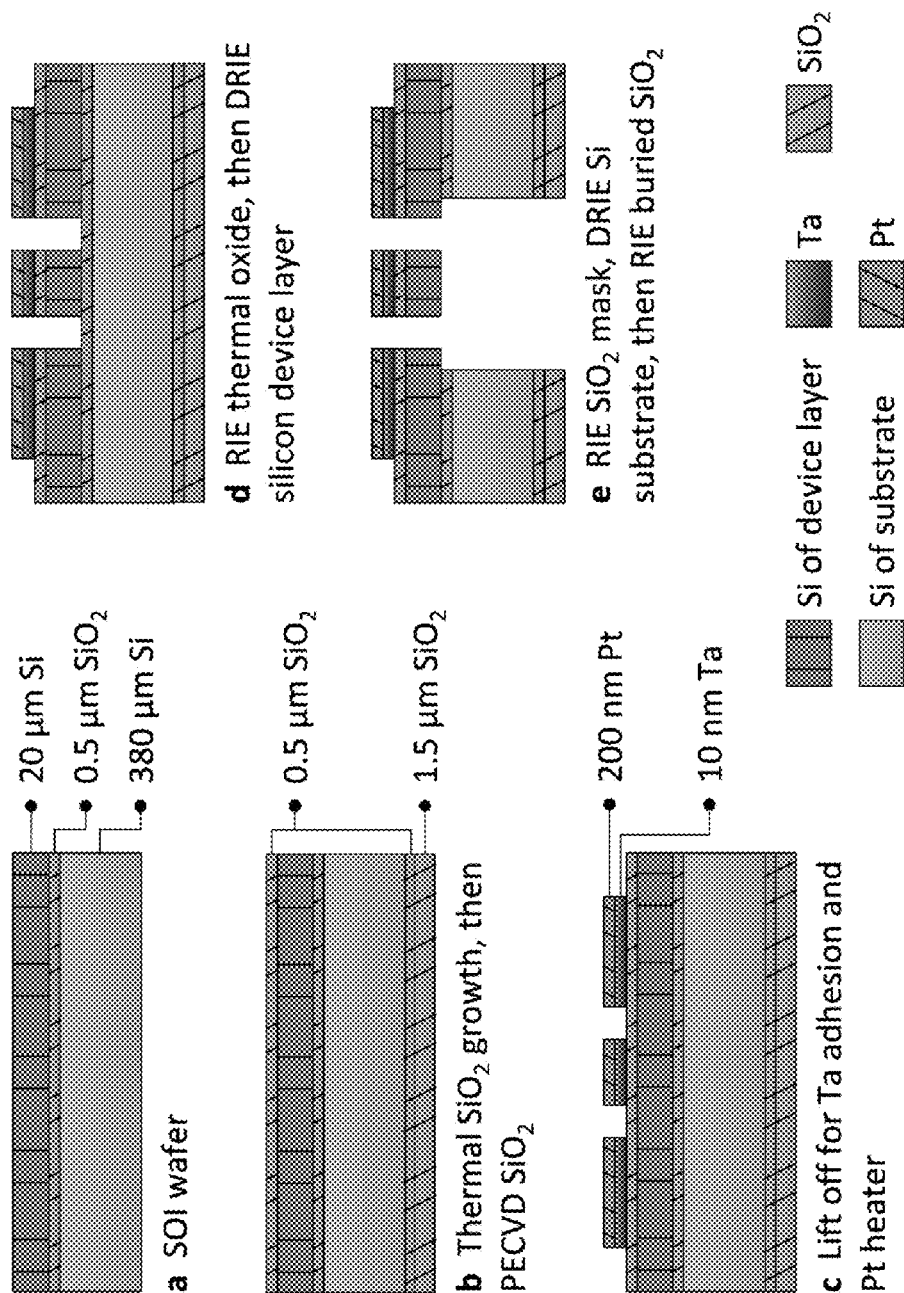 20 µm Si
0.5 µm SiO₂
380 µm Si
a SOI wafer
0.5 µm SiO₂
1.5 µm SiO₂
b Thermal SiO₂ growth, then
PECVD SiO₂
200 nm Pt
10 nm Ta
c Lift off for Ta adhesion and
Pt heater
d RIE thermal oxide, then DRIE
silicon device layer
e RIE SiO₂ mask, DRIE Si
substrate, then RIE buried SiO₂
Si of device layer
Ta
SiO₂
Si of substrate
Pt